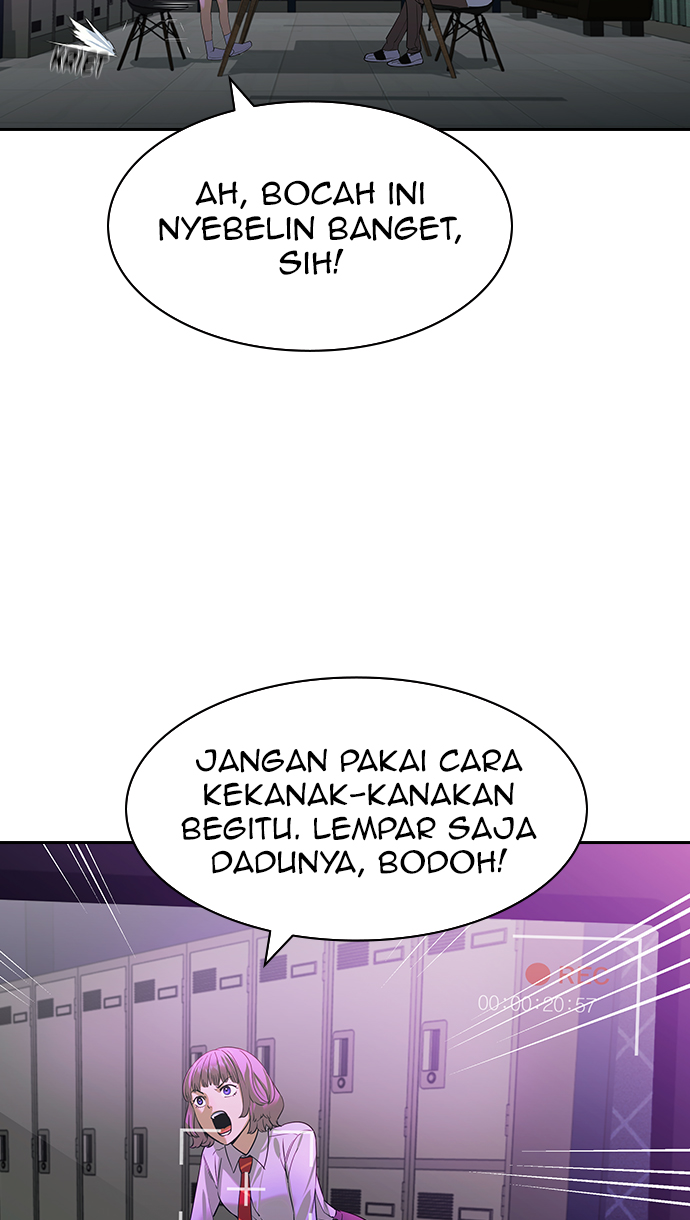 AH, BOCAH INI
NYEBELIN BANGET,
SIH!
JANGAN PAKAI CARA
KEKANAK-KANAKAN
BEGITU. LEMPAR SAJA
DADUNYA, BODOH!
REC
00:00:20:57